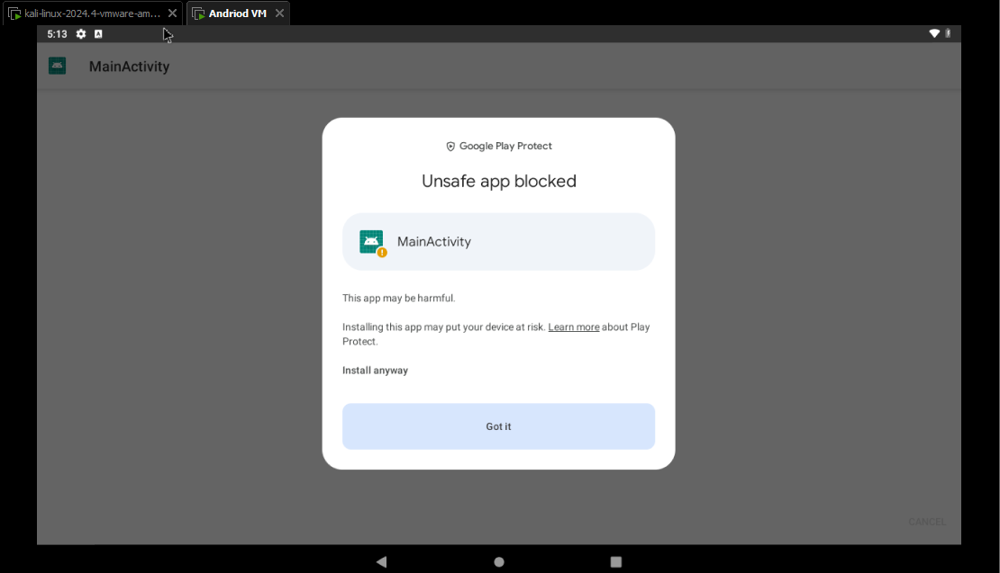 kali-linux-2024.4-vmware-am...
Andriod VM
5:13
A
MainActivity
Google Play Protect
Unsafe app blocked
MainActivity
This app may be harmful.
Installing this app may put your device at risk. Learn more about Play
Protect.
Install anyway
Got it
CANCEL